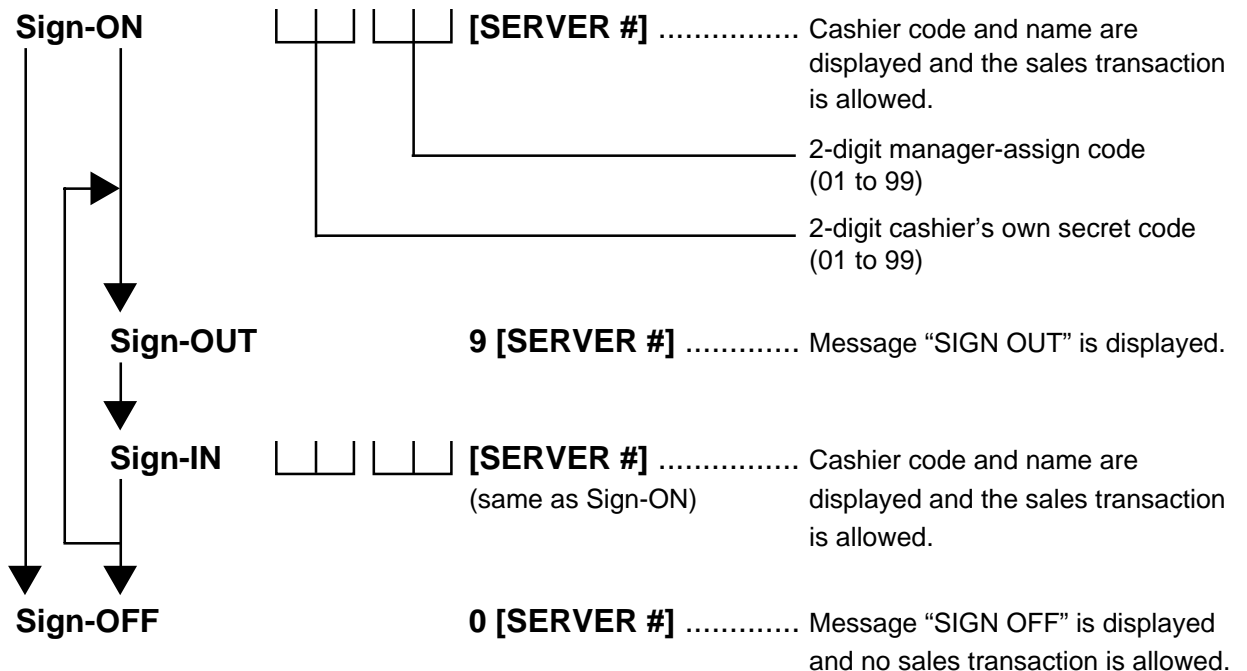 Sign-ON [SERVER #] ................ Cashier code and name are
displayed and the sales transaction
is allowed.
2-digit manager-assign code
(01 to 99)
2-digit cashier's own secret code
(01 to 99)
Sign-OUT 9 [SERVER #] ............. Message “SIGN OUT” is displayed.
Sign-IN [SERVER #] ................ Cashier code and name are
(same as Sign-ON) displayed and the sales transaction
is allowed.
Sign-OFF 0 [SERVER #] ............. Message “SIGN OFF” is displayed
and no sales transaction is allowed.